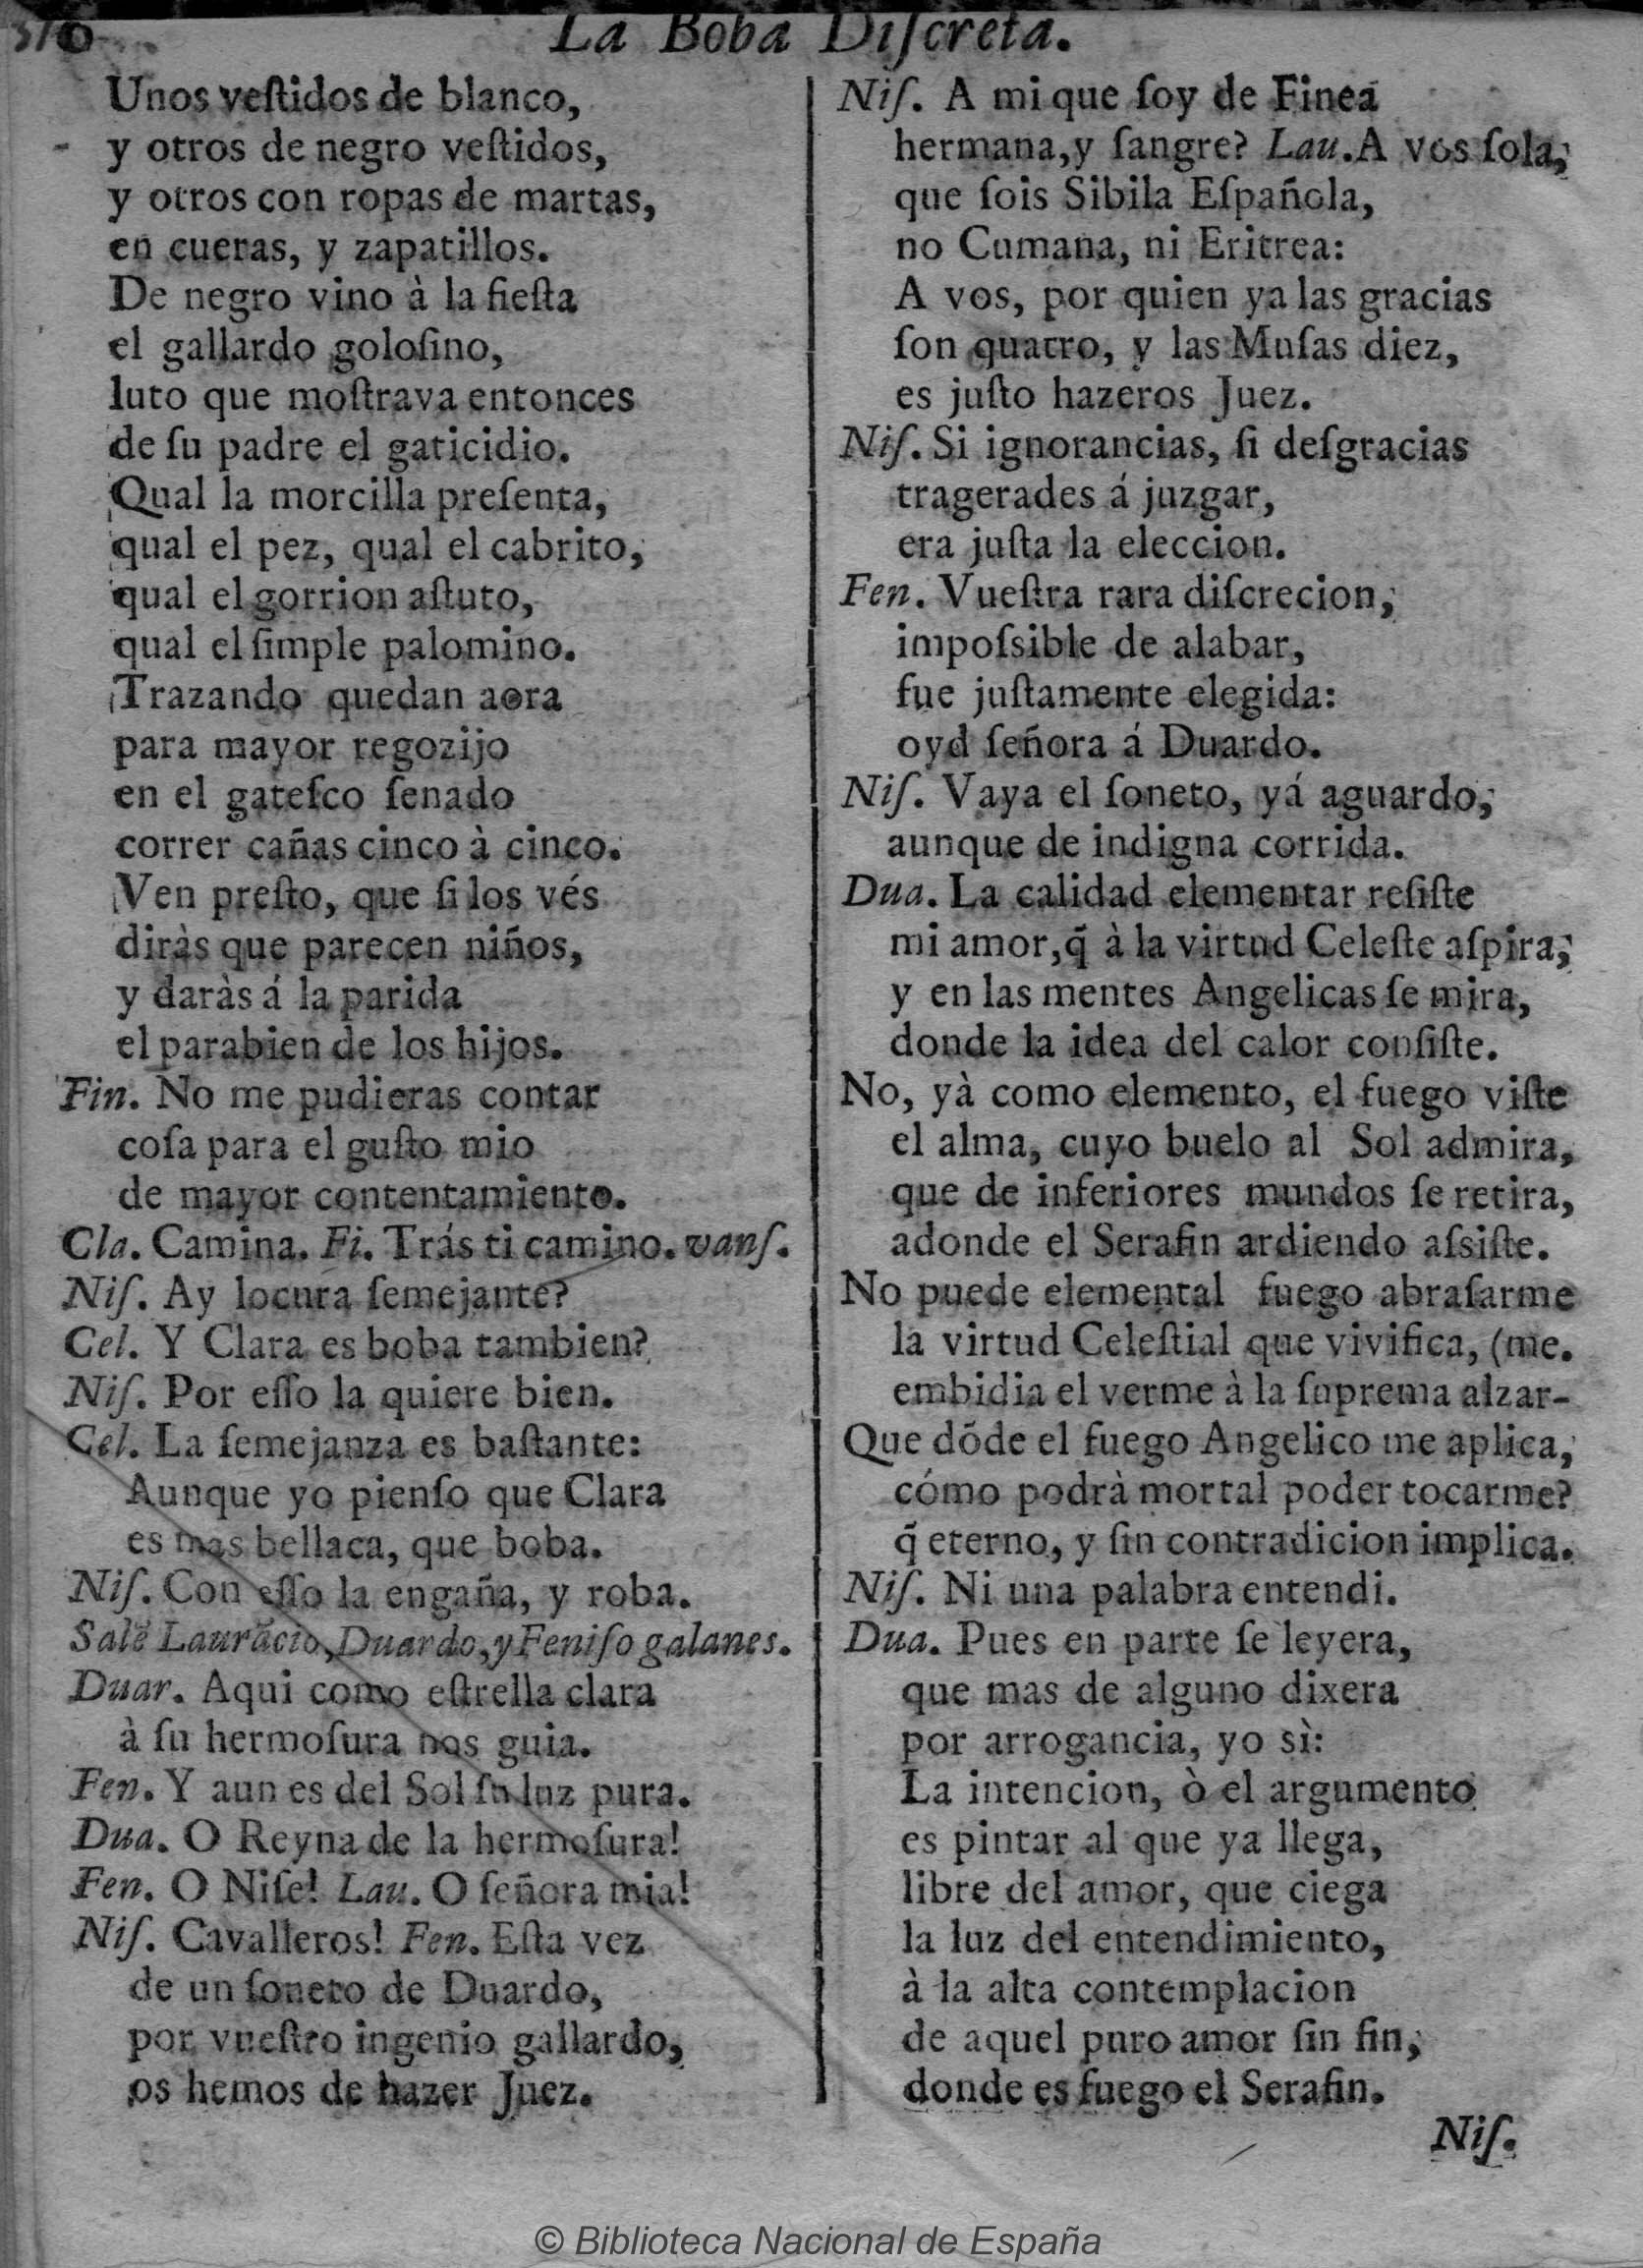 La Boba Diſcreta.
Unos veſtidos de blanco,
y otros de negro veſtidos,
y otros con ropas de martas,
en cueras, y zapatillos.
De negro vino à la fieſta
el gallardo goloſino,
luto que moſtrava entonces
de ſu padre el gaticidio.
Qual la morcilla preſenta,
qual el pez, qual el cabrito,
qual el gorrion aſtuto,
qual el ſimple palomino.
Trazando quedan aora
para mayor regozijo
en el gateſco ſenado
correr cañas cinco à cinco.
Ven preſto, que ſi los vés
diràs que parecen niños,
y daràs á la parida
el parabien de los hijos.
Fin. No me pudieras contar
coſa para el guſto mio
de mayor contentamiento.
Cla. Camina. Fi. Trás ti camino. vanſ.
Niſ. Ay locura ſemejante?
Cel. Y Clara es boba tambien?
Niſ. Por eſſo la quiere bien.
Cel. La ſemejanza es baſtante:
Aunque yo pienſo que Clara
es mas bellaca, que boba.
Niſ. Con eſſo la engaña, y roba.
Salē Laurācio, Duardo, y Feniſo galanes.
Duar. Aqui como eſtrella clara
à ſu hermoſura nos guia.
Fen. Y aun es del Sol ſu luz pura.
Dua. O Reyna de la hermoſura!
Fen. O Niſe! Lau. O ſeñora mia!
Niſ. Cavalleros! Fen. Eſta vez
de un ſoneto de Duardo,
por vueſtro ingenio gallardo,
os hemos de hazer Juez.
Niſ. A mi que ſoy de Finea
hermana, y ſangre? Lau. A vos ſola,
que ſois Sibila Eſpañola,
no Cumana, ni Eritrea:
A vos, por quien ya las gracias
ſon quatro, y las Muſas diez,
es juſto hazeros Juez.
Niſ. Si ignorancias, ſi deſgracias
tragerades á juzgar,
era juſta la eleccion.
Fen. Vueſtra rara diſcrecion,
impoſsible de alabar,
fue juſtamente elegida:
oyd ſeñora á Duardo.
Niſ. Vaya el ſoneto, yá aguardo,
aunque de indigna corrida.
Dua. La calidad elementar reſiſte
mi amor, q̃ à la virtud Celeſte aſpira,
y en las mentes Angelicas ſe mira,
donde la idea del calor conſiſte.
No, yà como elemento, el fuego viſte
el alma, cuyo buelo al Sol admira,
que de inferiores mundos ſe retira,
adonde el Serafin ardiendo aſsiſte.
No puede elemental fuego abraſarme
la virtud Celeſtial que vivifica, (me.
embidia el verme à la ſuprema alzar-
Que dõde el fuego Angelico me aplica,
cómo podrà mortal poder tocarme?
q̃ eterno, y ſin contradicion implica.
Niſ. Ni una palabra entendi.
Dua. Pues en parte ſe leyera,
que mas de alguno dixera
por arrogancia, yo sì:
La intencion, ò el argumento
es pintar al que ya llega,
libre del amor, que ciega
la luz del entendimiento,
à la alta contemplacion
de aquel puro amor ſin fin,
donde es fuego el Serafin.
Niſ.
© Biblioteca Nacional de España